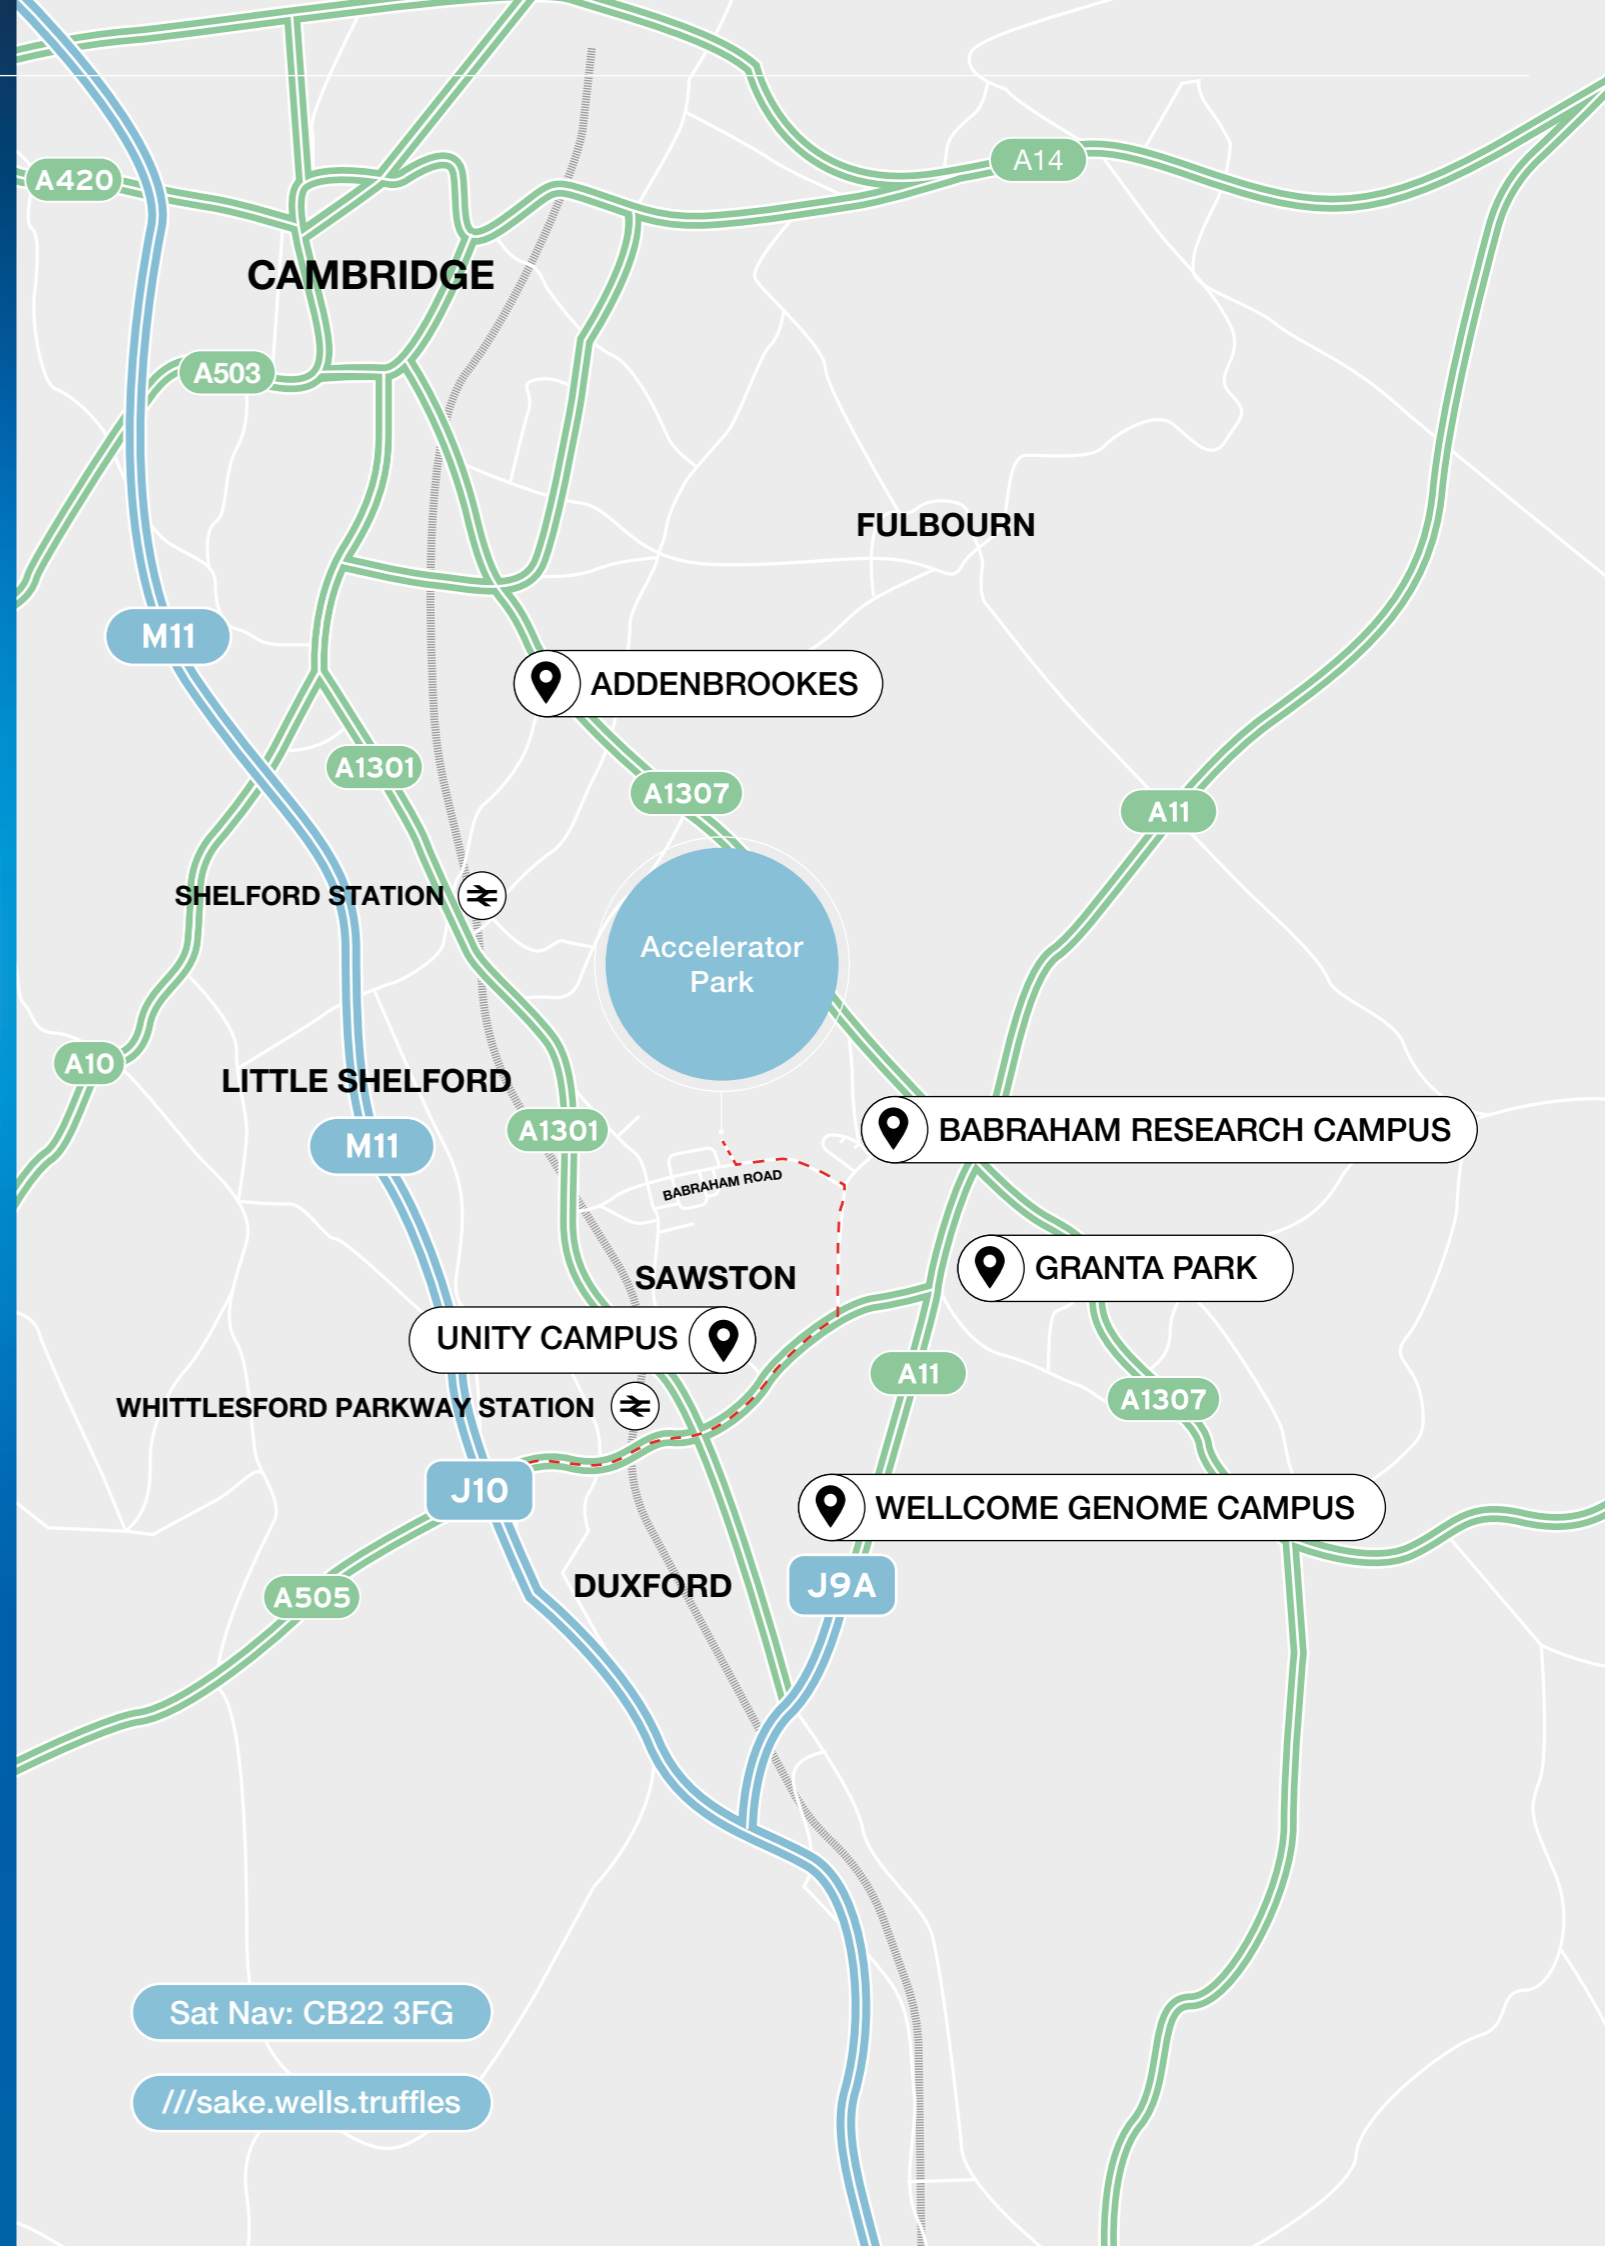 A14
A420
CAMBRIDGE
A503
FULBOURN
M11
ADDENBROOKES
A1301
A1307
A11
SHELFORD STATION
Accelerator
Park
A10
LITTLE SHELFORD
M11
A1301
BABRAHAM RESEARCH CAMPUS
BABRAHAM ROAD
GRANTA PARK
SAWSTON
UNITY CAMPUS
A11
A1307
WHITTLESFORD PARKWAY STATION
J10
WELLCOME GENOME CAMPUS
DUXFORD
J9A
A505
Sat Nav: CB22 3FG
///sake.wells.truffles